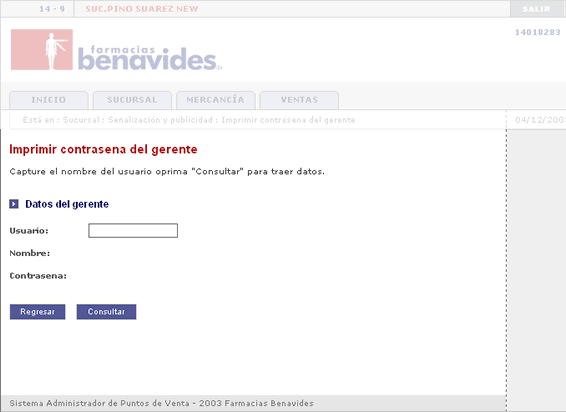 14 - 9 SUC.PINO SUAREZ NEW SALIR
14018283
farmacias
benavides
INICIO SUCURSAL MERCANCÍA VENTAS
Está en : Sucursal : Senalización y publicidad : Imprimir contrasena del gerente 04/12/200
Imprimir contrasena del gerente
Capture el nombre del usuario oprima "Consultar" para traer datos.
Datos del gerente
Usuario:
Nombre:
Contrasena:
Regresar Consultar
Sistema Administrador de Puntos de Venta - 2003 Farmacias Benavides